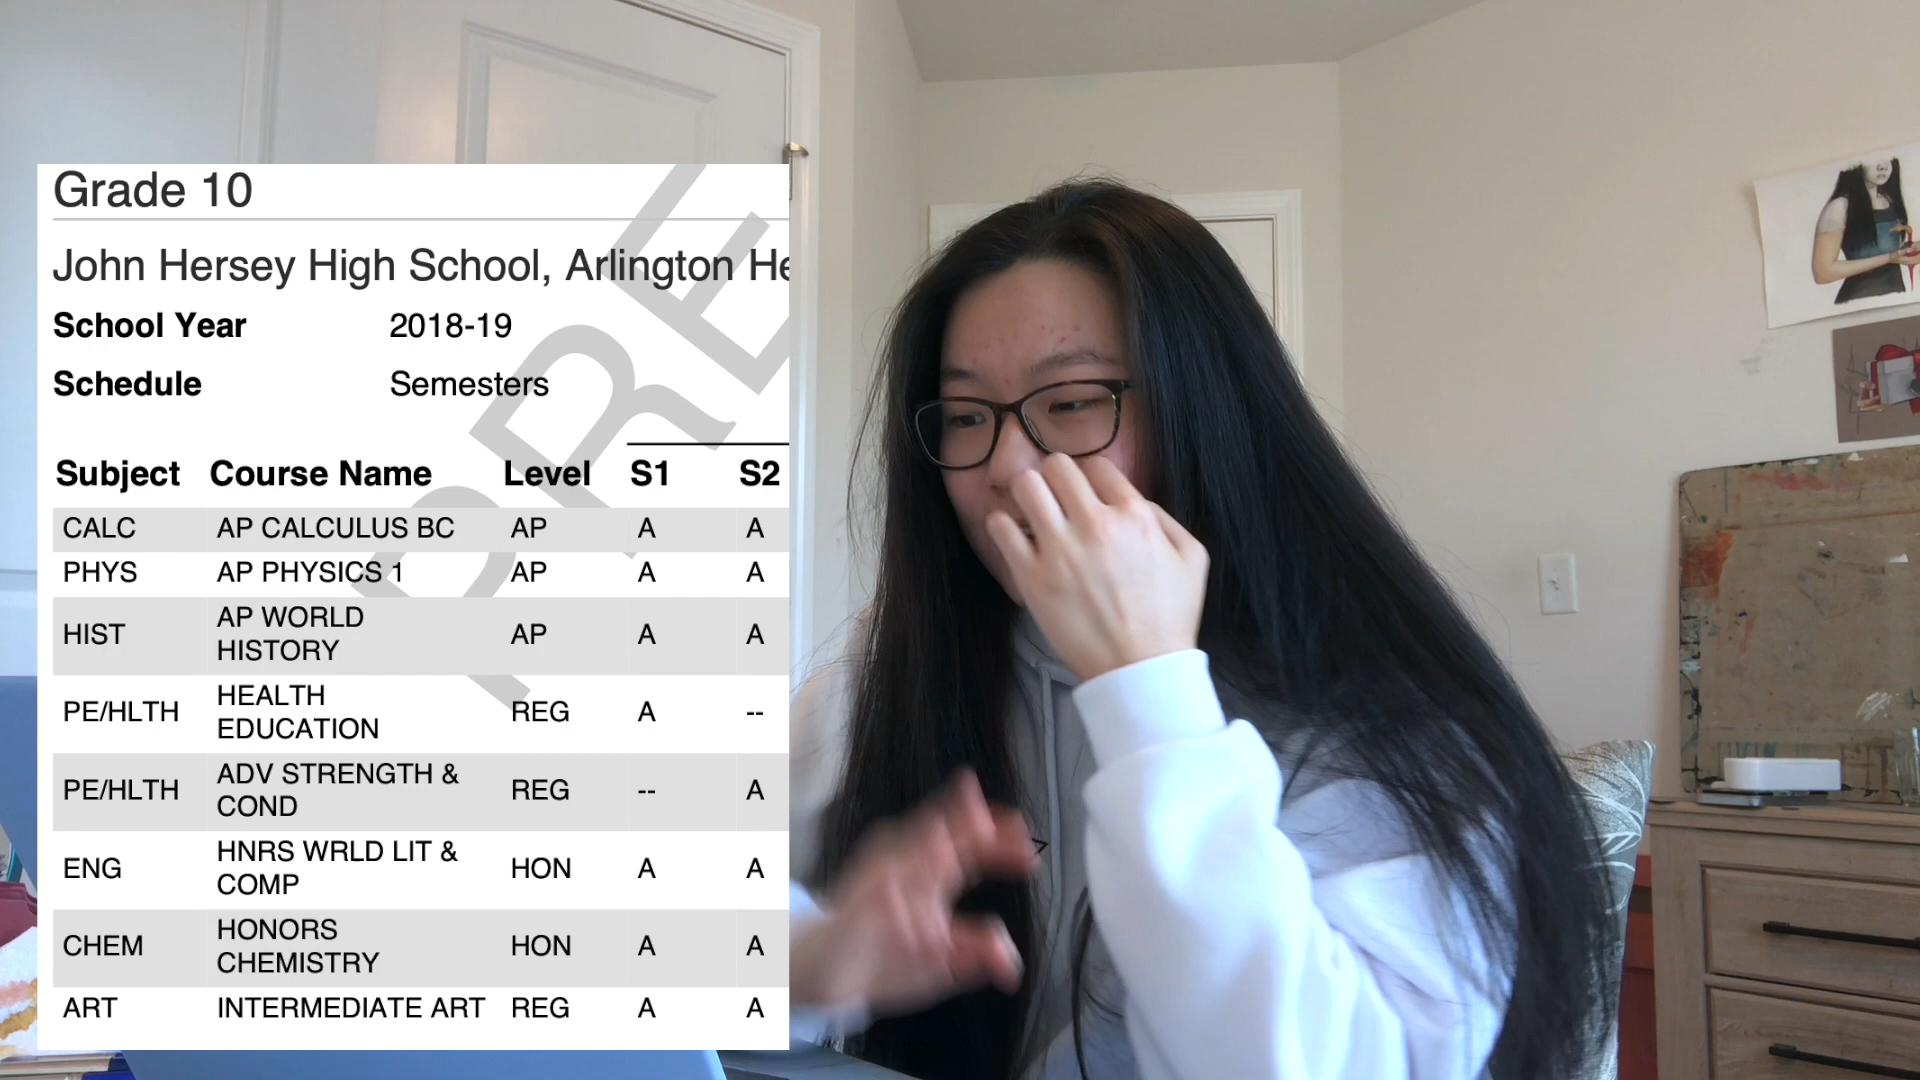 Grade 10
John Hersey High School, Arlington
School Year 2018-19
Schedule Semesters
Subject Course Name Level S1 S2
CALC AP CALCULUS BC AP A A
PHYS AP PHYSICS 1 AP A A
HIST AP WORLD HISTORY AP A A
PE/HLTH HEALTH EDUCATION REG A --
PE/HLTH ADV STRENGTH & COND REG -- A
ENG HNRS WRLD LIT & COMP HON A A
CHEM HONORS CHEMISTRY HON A A
ART INTERMEDIATE ART REG A A
PRE